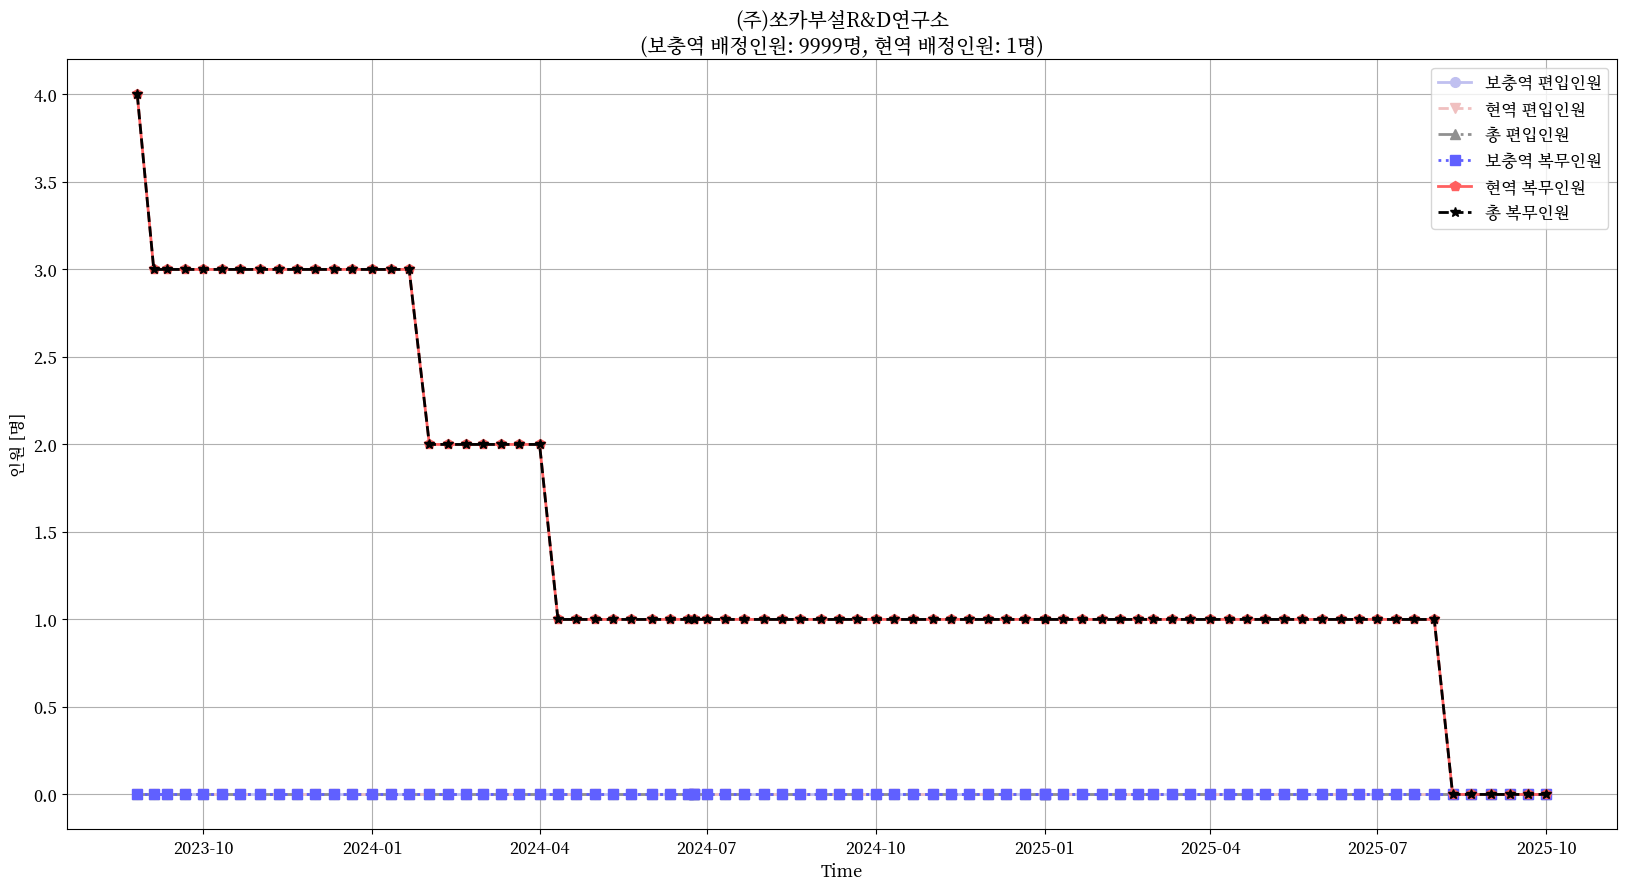 (주)쏘카부설R&D연구소
(보충역 배정인원: 9999명, 현역 배정인원: 1명)
보충역 편입인원
현역 편입인원
총 편입인원
보충역 복무인원
현역 복무인원
총 복무인원
4.0
3.5
3.0
2.5
2.0
1.5
1.0
0.5
0.0
인원 [명]
2023-10
2024-01
2024-04
2024-07
2024-10
2025-01
2025-04
2025-07
2025-10
Time